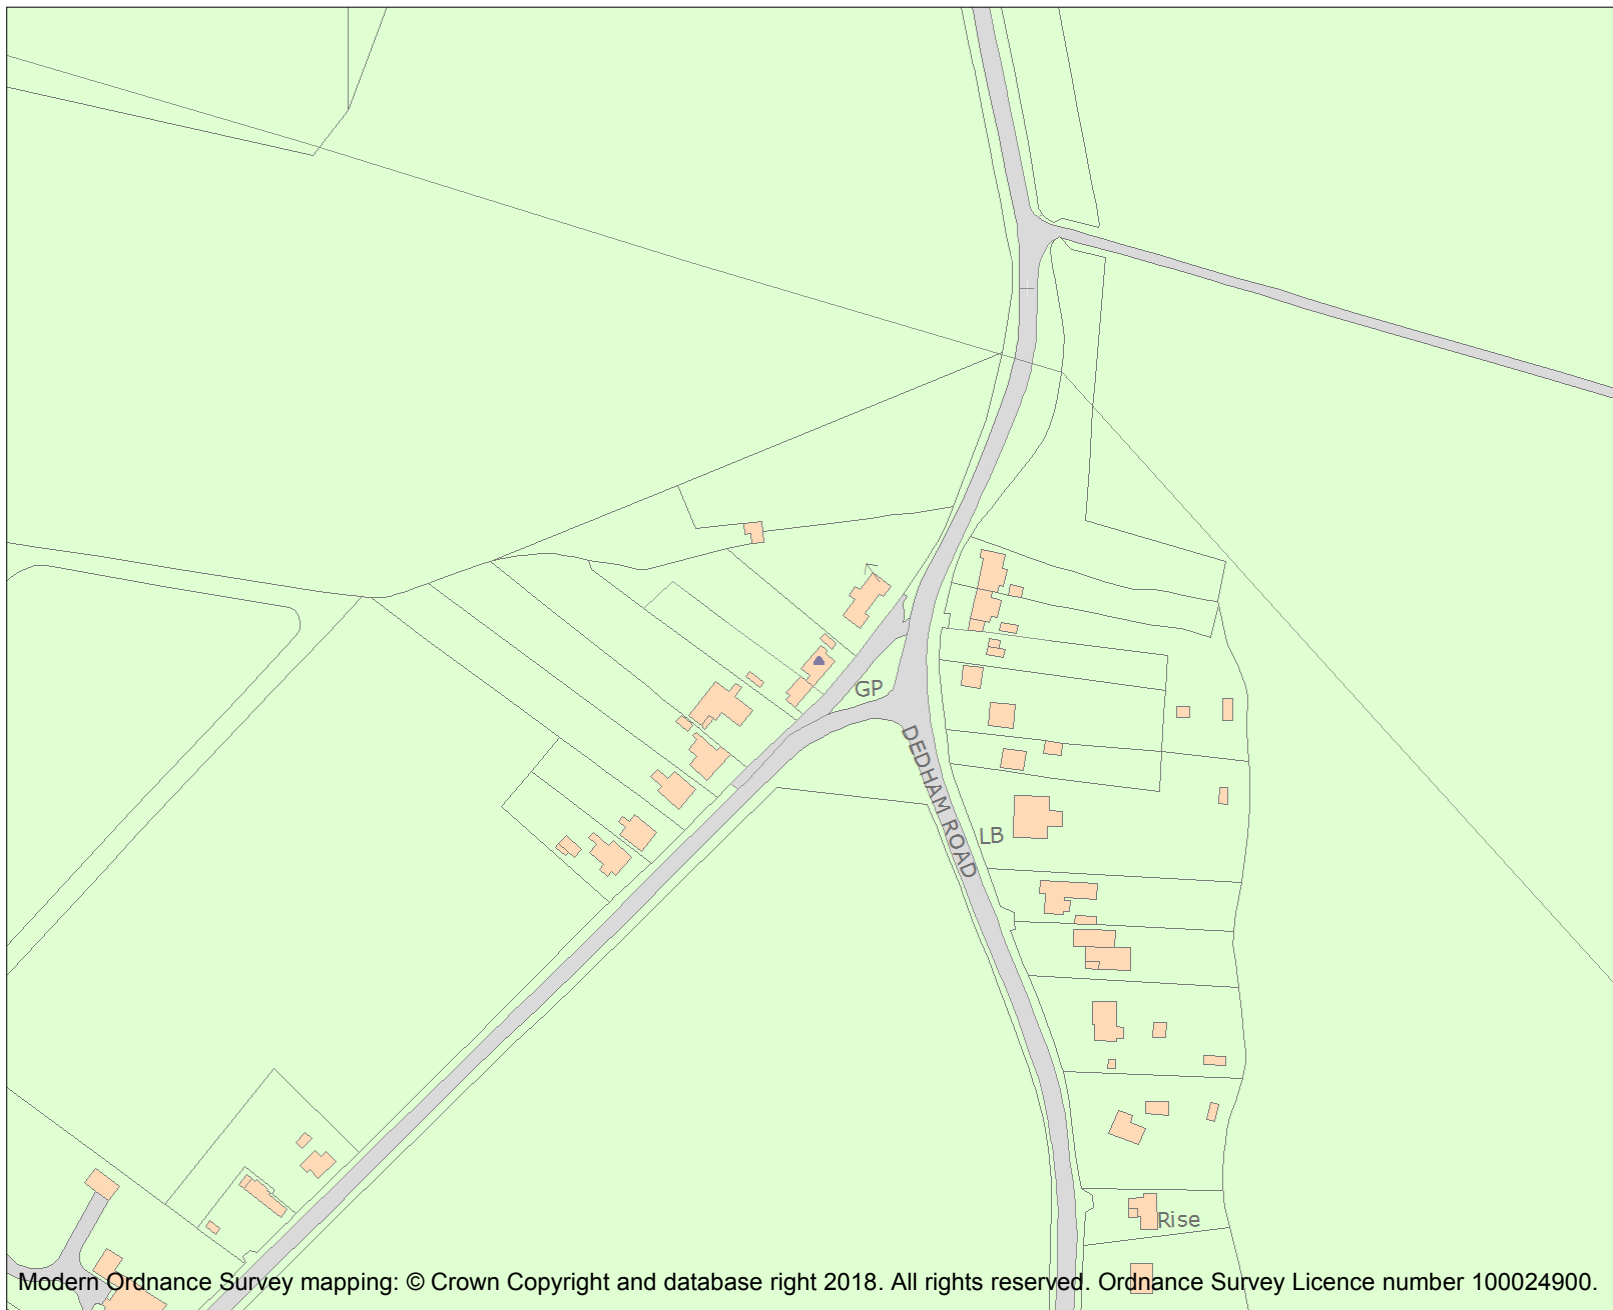 GP
DEDHAM ROAD
LB
Rise
Modern Ordnance Survey mapping: © Crown Copyright and database right 2018. All rights reserved. Ordnance Survey Licence number 100024900.